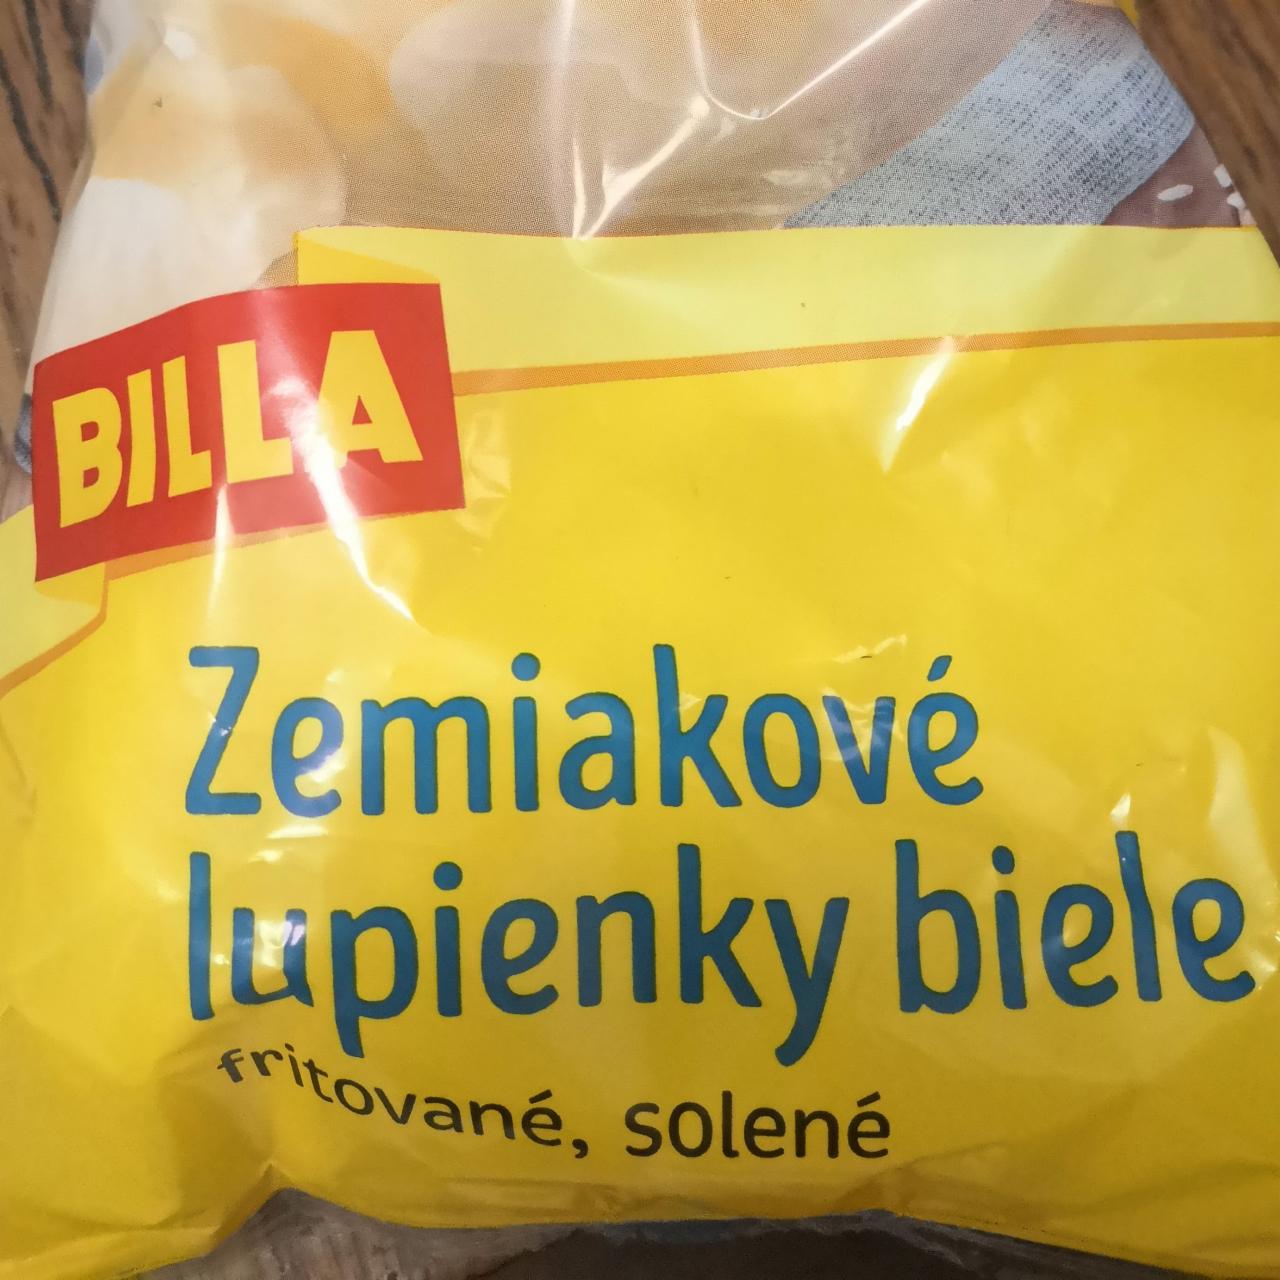 BILLA
Zemiakové
lupienky biele
fritované, solené